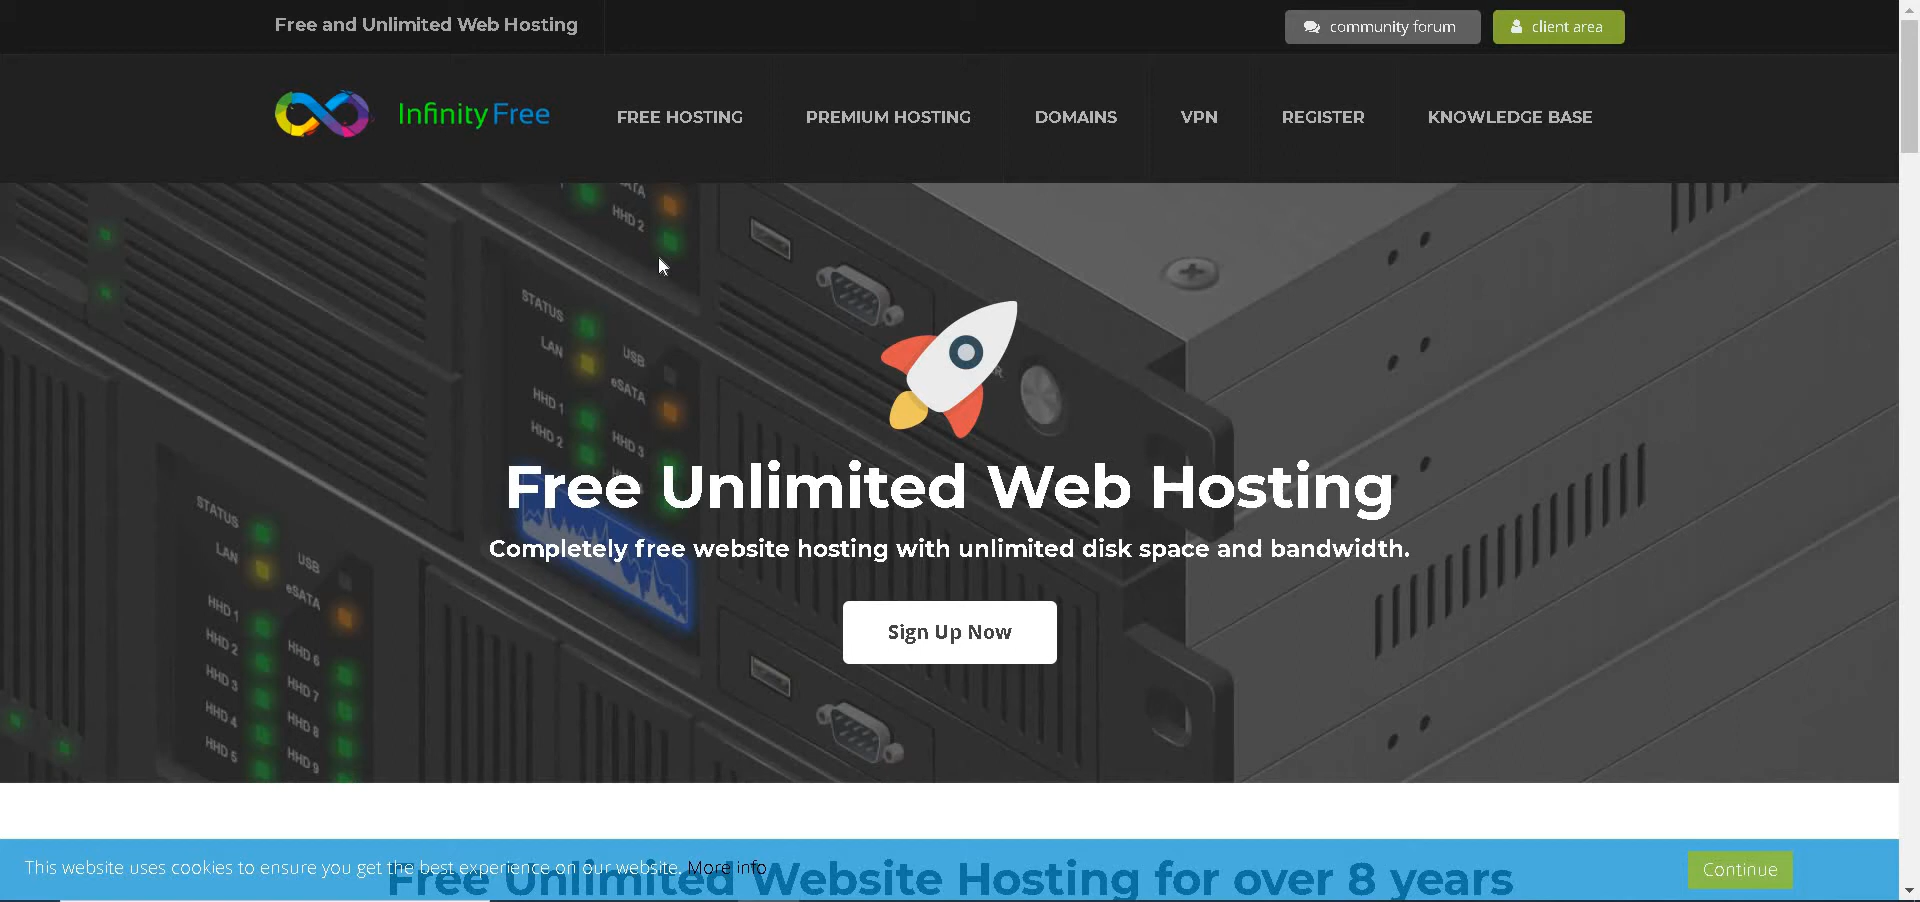 Free and Unlimited Web Hosting
community forum
client area
Infinity Free
FREE HOSTING
PREMIUM HOSTING
DOMAINS
VPN
REGISTER
KNOWLEDGE BASE
HHD 2
STATUS
LAN
USB
eSATA
HHD 1
HHD 2
HHD 3
Free Unlimited Web Hosting
Completely free website hosting with unlimited disk space and bandwidth.
Sign Up Now
STATUS
LAN
USB
eSATA
HHD 1
HHD 2
HHD 3
HHD 4
HHD 5
HHD 6
HHD 7
HHD 8
HHD 9
This website uses cookies to ensure you get the best experience on our website. More info
Continue
Free Unlimited Website Hosting for over 8 years